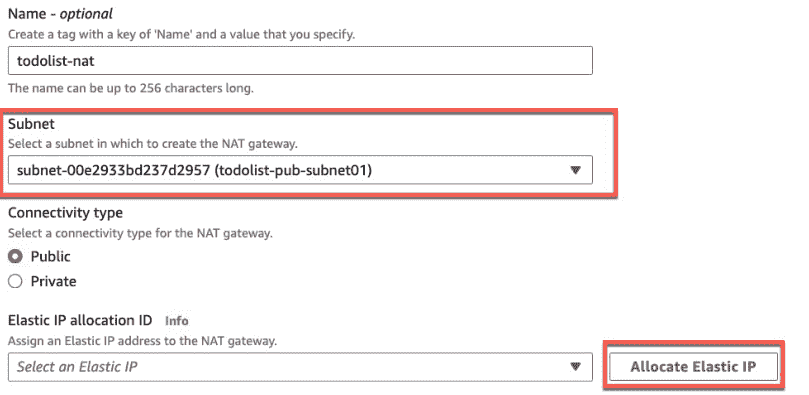 Name - optional
Create a tag with a key of 'Name' and a value that you specify.
todolist-nat
The name can be up to 256 characters long.
Subnet
Select a subnet in which to create the NAT gateway.
subnet-00e2933bd237d2957 (todolist-pub-subnet01)
Connectivity type
Select a connectivity type for the NAT gateway.
Public
Private
Elastic IP allocation ID Info
Assign an Elastic IP address to the NAT gateway.
Select an Elastic IP
Allocate Elastic IP